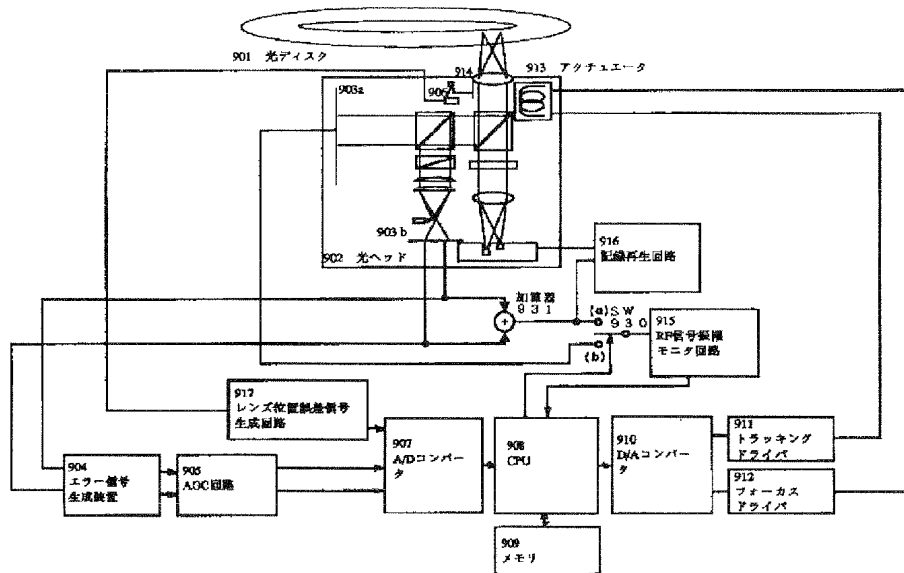 901 光ディスク
913 アクチュエータ
914
906
903a
903b
902 光ヘッド
916
記録再生回路
加算器
931
(a)
SW
930
(b)
915
RF信号振幅
モニタ回路
917
レンズ位置誤差信号
生成回路
907
A/Dコンバー
タ
908
CPU
910
D/Aコンバー
タ
911
トラッキング
ドライバ
904
エラー信号
生成装置
905
AGC回路
912
フォーカス
ドライバ
909
メモリ